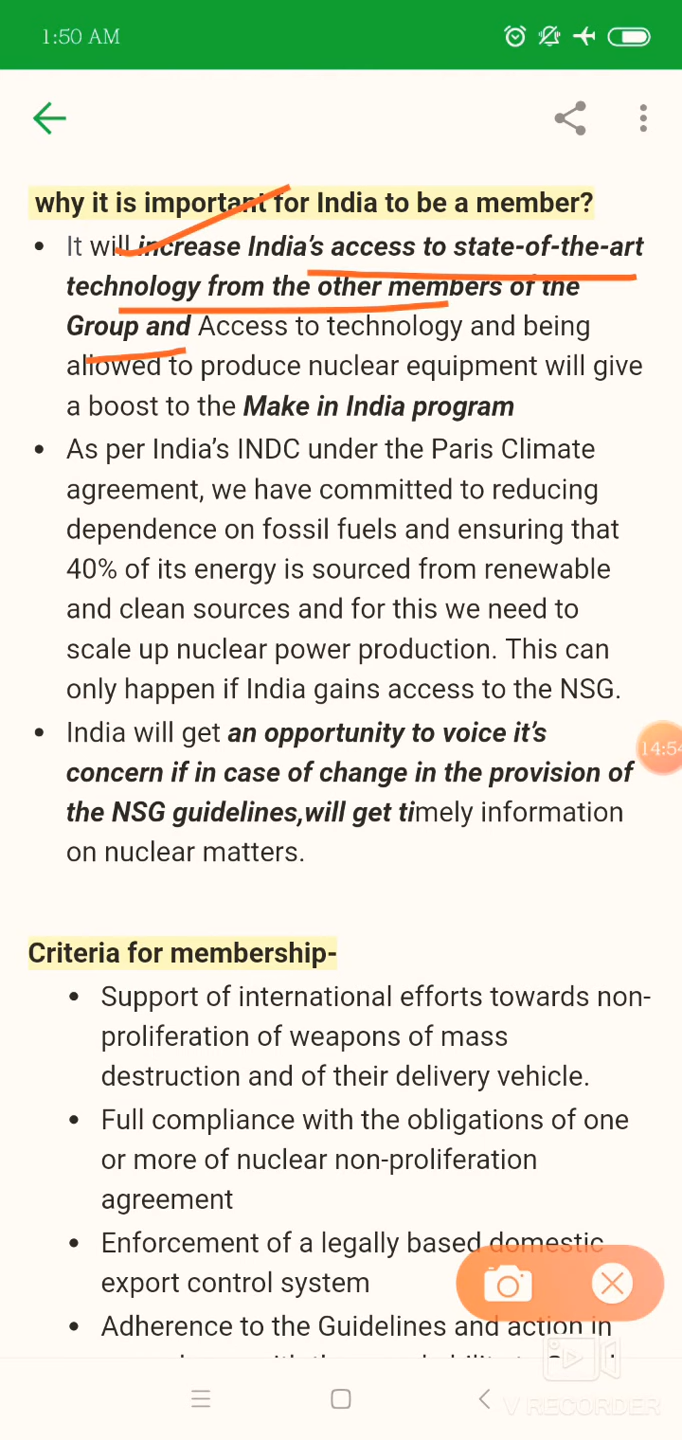 1:50 AM
why it is important for India to be a member?
• It will increase India's access to state-of-the-art
technology from the other members of the
Group and Access to technology and being
allowed to produce nuclear equipment will give
a boost to the Make in India program
• As per India's INDC under the Paris Climate
agreement, we have committed to reducing
dependence on fossil fuels and ensuring that
40% of its energy is sourced from renewable
and clean sources and for this we need to
scale up nuclear power production. This can
only happen if India gains access to the NSG.
• India will get an opportunity to voice it's
concern if in case of change in the provision of
14:54
the NSG guidelines,will get timely information
on nuclear matters.
Criteria for membership-
• Support of international efforts towards non-
proliferation of weapons of mass
destruction and of their delivery vehicle.
• Full compliance with the obligations of one
or more of nuclear non-proliferation
agreement
• Enforcement of a legally based domestic
export control system
• Adherence to the Guidelines and action in
V RECORDER